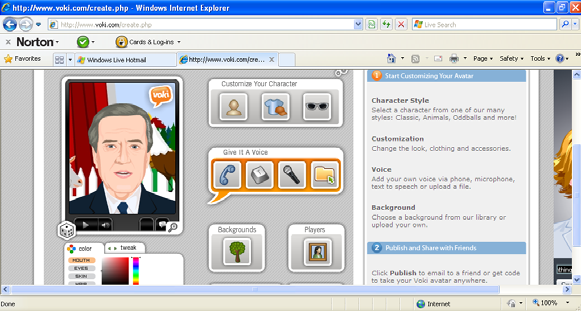 http://www.voki.com/create.php - Windows Internet Explorer
http://www.voki.com/create.php
Live Search
x Norton
Cards & Log-ins
Favorites
Windows Live Hotmail
http://www.voki.com/cre...
Page
Safety
Tools
voki
Customize Your Character
Give It A Voice
Backgrounds
Players
color
tweak
MOUTH
EYES
SKIN
1 Start Customizing Your Avatar
Character Style
Select a character from one of our many
styles: Classic, Animals, Oddballs and more!
Customization
Change the look, clothing and accessories.
Voice
Add your own voice via phone, microphone,
text to speech or upload a file.
Background
Choose a background from our library or
upload your own.
2 Publish and Share with Friends
Click Publish to email to a friend or get code
to take your Voki avatar anywhere.
Done
Internet
100%